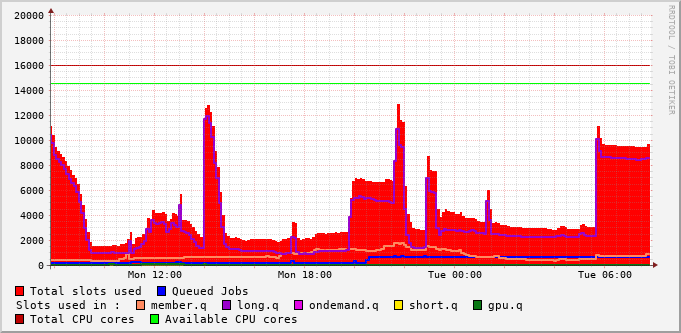 20000
18000
16000
14000
12000
10000
8000
6000
4000
2000
0
Mon 12:00 Mon 18:00 Tue 00:00 Tue 06:00
RRDTOOL / TOBI OETIKER
Total slots used Queued Jobs
Slots used in : member.q long.q ondemand.q short.q gpu.q
Total CPU cores Available CPU cores